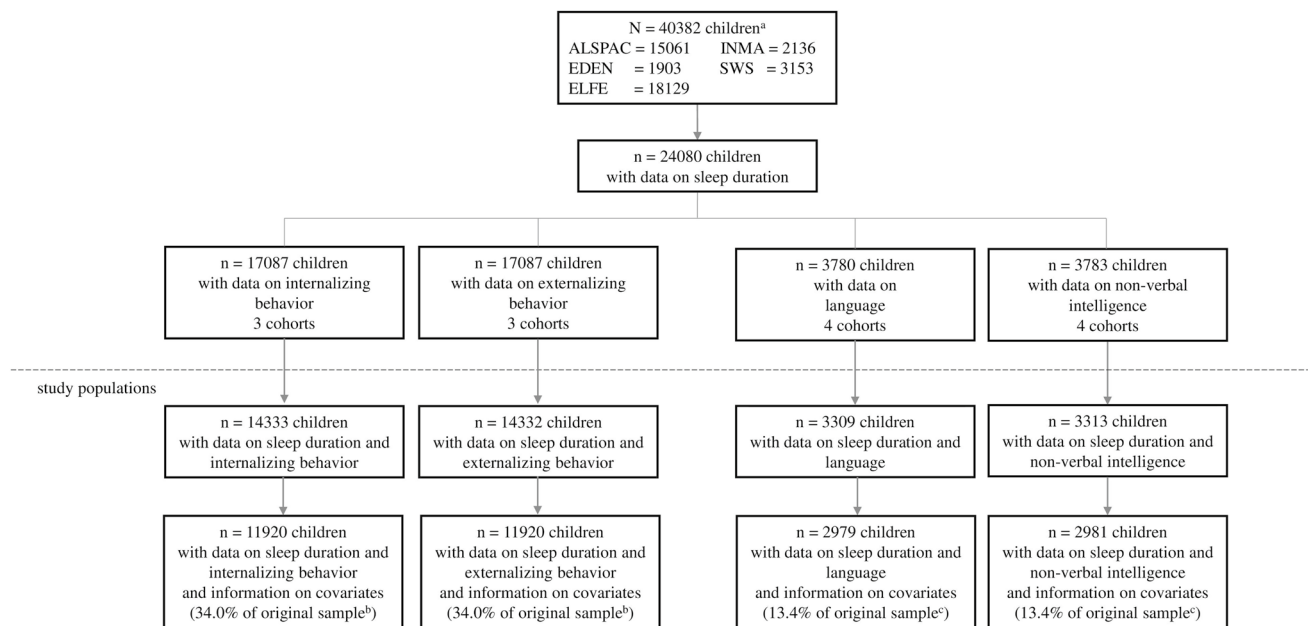 N = 40382 childrenᵃ
ALSPAC = 15061 INMA = 2136
EDEN = 1903 SWS = 3153
ELFE = 18129
n = 24080 children
with data on sleep duration
n = 17087 children
with data on internalizing
behavior
3 cohorts
n = 17087 children
with data on externalizing
behavior
3 cohorts
n = 3780 children
with data on
language
4 cohorts
n = 3783 children
with data on non-verbal
intelligence
4 cohorts
study populations
n = 14333 children
with data on sleep duration and
internalizing behavior
n = 14332 children
with data on sleep duration and
externalizing behavior
n = 3309 children
with data on sleep duration and
language
n = 3313 children
with data on sleep duration and
non-verbal intelligence
n = 11920 children
with data on sleep duration and
internalizing behavior
and information on covariates
(34.0% of original sampleᵇ)
n = 11920 children
with data on sleep duration and
externalizing behavior
and information on covariates
(34.0% of original sampleᵇ)
n = 2979 children
with data on sleep duration and
language
and information on covariates
(13.4% of original sampleᶜ)
n = 2981 children
with data on sleep duration and
non-verbal intelligence
and information on covariates
(13.4% of original sampleᶜ)